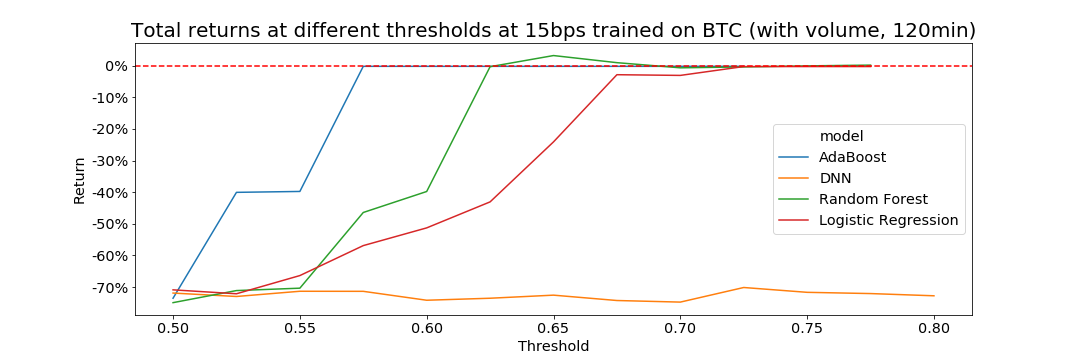 Total returns at different thresholds at 15bps trained on BTC (with volume, 120min)
Return
0%
-10%
-20%
-30%
-40%
-50%
-60%
-70%
model
AdaBoost
DNN
Random Forest
Logistic Regression
0.50 0.55 0.60 0.65 0.70 0.75 0.80
Threshold